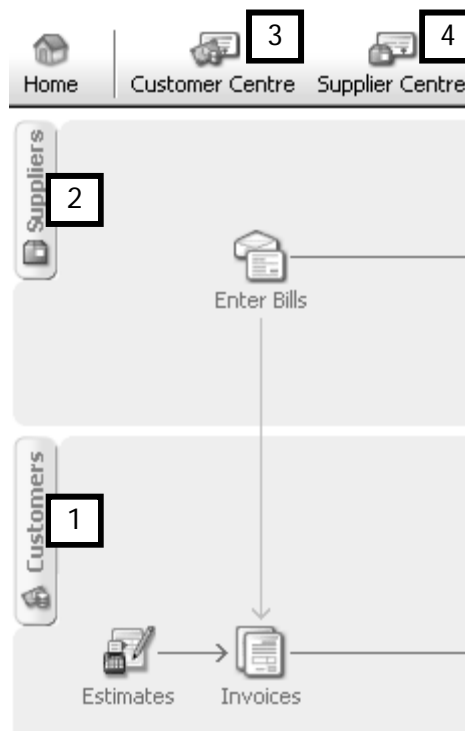 3
4
Home
Customer Centre
Supplier Centre
Suppliers
2
Enter Bills
Customers
1
Estimates
Invoices